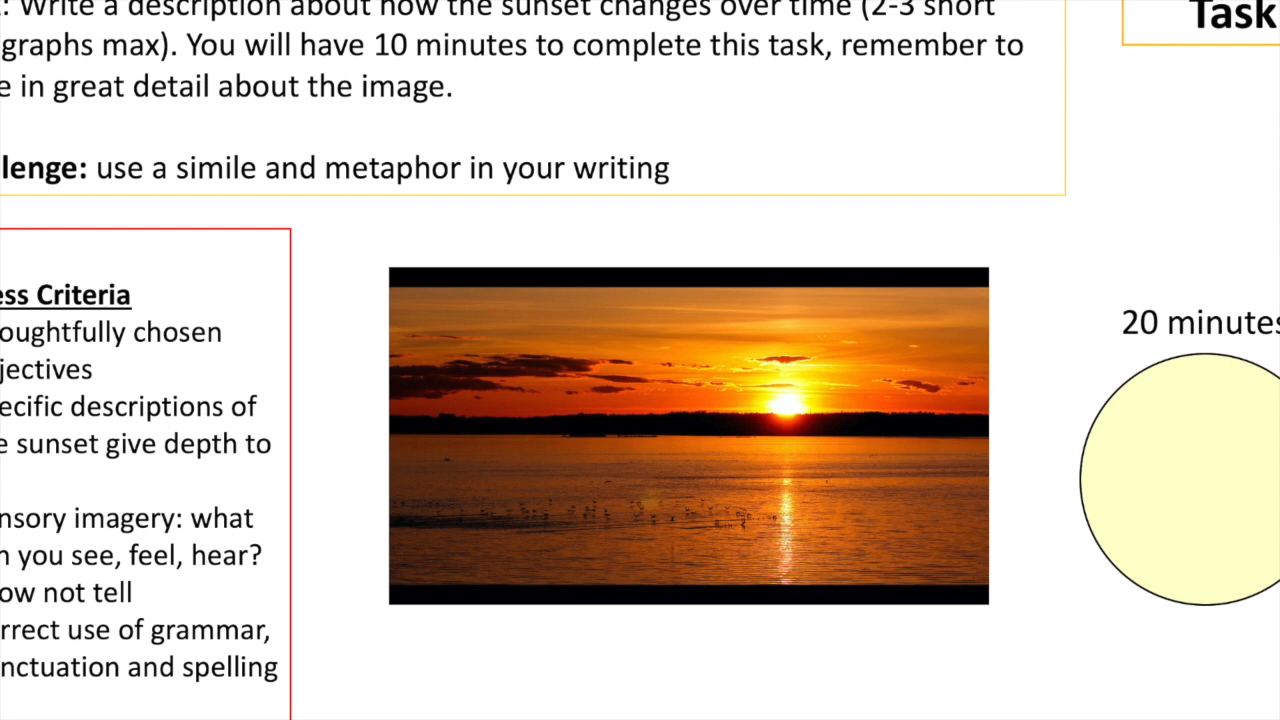 : Write a description about how the sunset changes over time (2-3 short
graphs max). You will have 10 minutes to complete this task, remember to
e in great detail about the image.
lenge: use a simile and metaphor in your writing
Task
ess Criteria
oughtfully chosen
jectives
ecific descriptions of
e sunset give depth to
nsory imagery: what
n you see, feel, hear?
ow not tell
rrect use of grammar,
nctuation and spelling
20 minutes